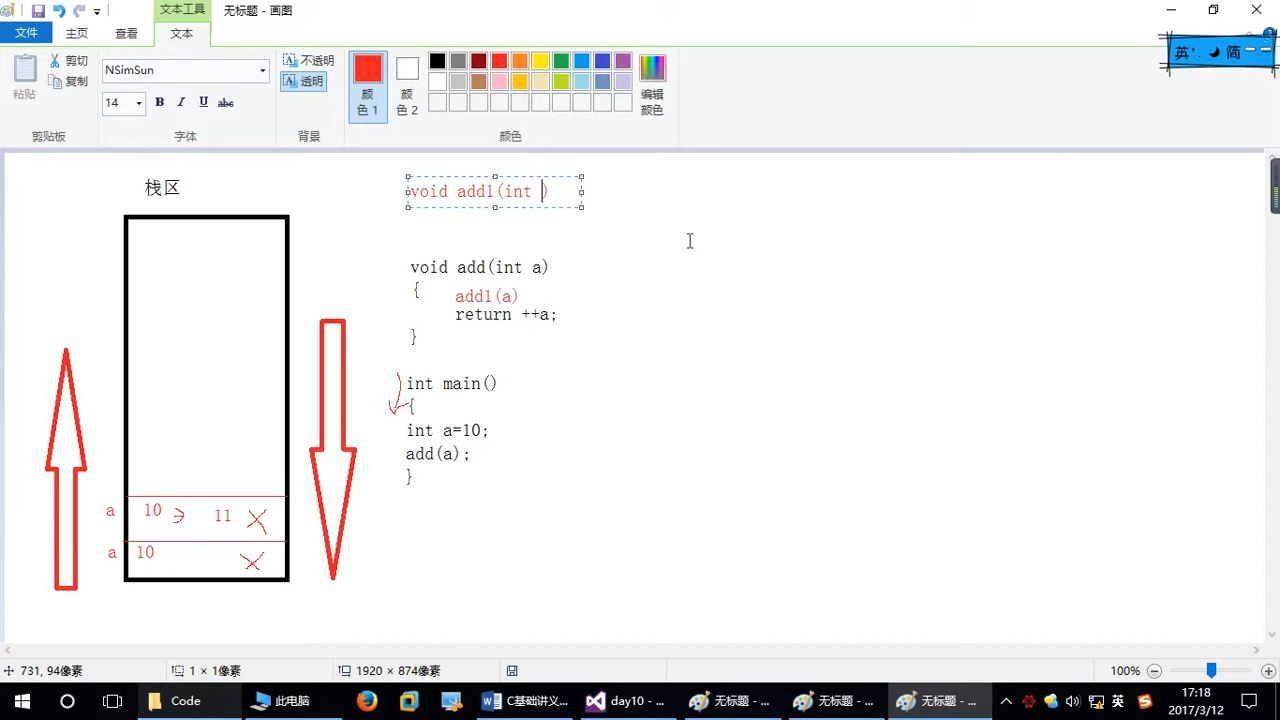 文本工具
无标题 - 画图
文件
主页
查看
文本
粘贴
剪切
复制
剪贴板
NSimSun
14
B I U abc
字体
不透明
透明
背景
颜色 1
颜色 2
编辑颜色
颜色
英 简
栈区
void add1(int )
void add(int a)
{
add1(a)
return ++a;
}
int main()
{
int a=10;
add(a);
}
a 10 11
a 10
731, 94像素
1 × 1像素
1920 × 874像素
100%
Code
此电脑
C基础讲义...
day10 - ...
无标题 - ...
无标题 - ...
无标题 - ...
英
17:18
2017/3/12